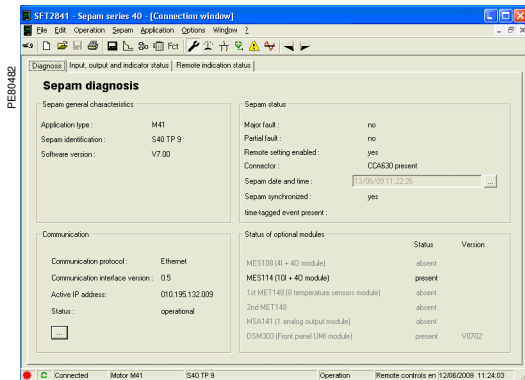 SFT2841 - Sepam series 40 - [Connection window]
File Edit Operation Sepam Application Options Window ?
Fct
Diagnosis Input, output and indicator status Remote indication status
PE80482
Sepam diagnosis
Sepam general characteristics
Application type : M41
Sepam identification : S40 TP 9
Software version : V7.00
Sepam status
Major fault : no
Partial fault : no
Remote setting enabled : yes
Connector : CCA630 present
Sepam date and time : 13/06/09 11:22:26 ...
Sepam synchronized : yes
time-tagged event present :
Communication
Communication protocol : Ethernet
Communication interface version : 0.5
Active IP address: 010.195.132.009
Status : operational
...
Status of optional modules
Status Version
MES108 (4I + 4O module) absent
MES114 (10I + 4O module) present
1st MET148 (8 temperature sensors module) absent
2nd MET148 absent
MSA141 (1 analog output module) absent
DSM303 (Front panel UMI module) present V0702
C Connected Motor M41 S40 TP 9 Operation Remote controls en 12/06/2009 11:24:03